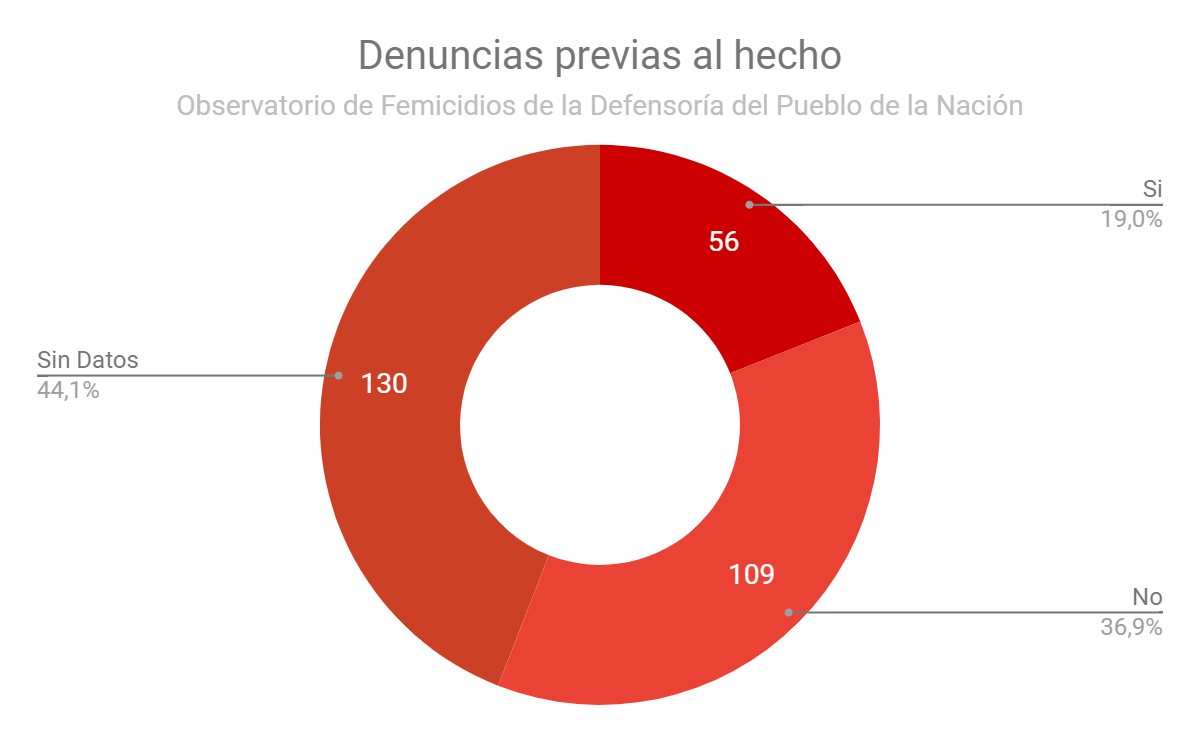 Denuncias previas al hecho
Observatorio de Femicidios de la Defensoría del Pueblo de la Nación
Si
19,0%
56
Sin Datos
44,1%
130
109
No
36,9%